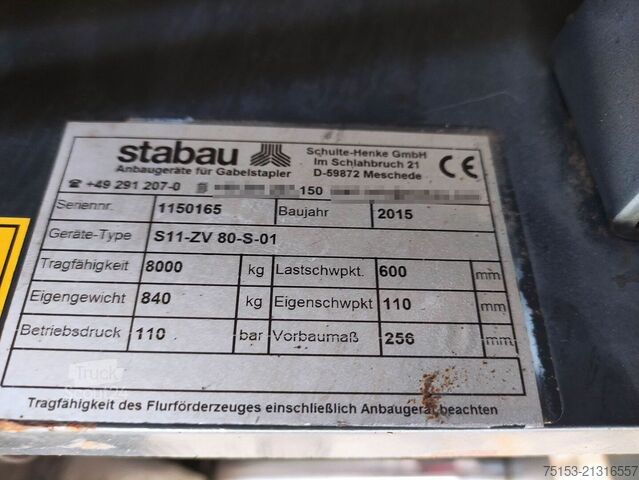 stabau
Anbaugeräte für Gabelstapler
Schulte-Henke GmbH
Im Schlahbruch 21
D-59872 Meschede
CE
☎ +49 291 207-0 150
Seriennr. 1150165 Baujahr 2015
Geräte-Type S11-ZV 80-S-01
Tragfähigkeit 8000 kg Lastschwpkt. 600 mm
Eigengewicht 840 kg Eigenschwpkt 110 mm
Betriebsdruck 110 bar Vorbaumaß 256 mm
Truck
Tragfähigkeit des Flurförderzeuges einschließlich Anbaugerät beachten
75153-21316557